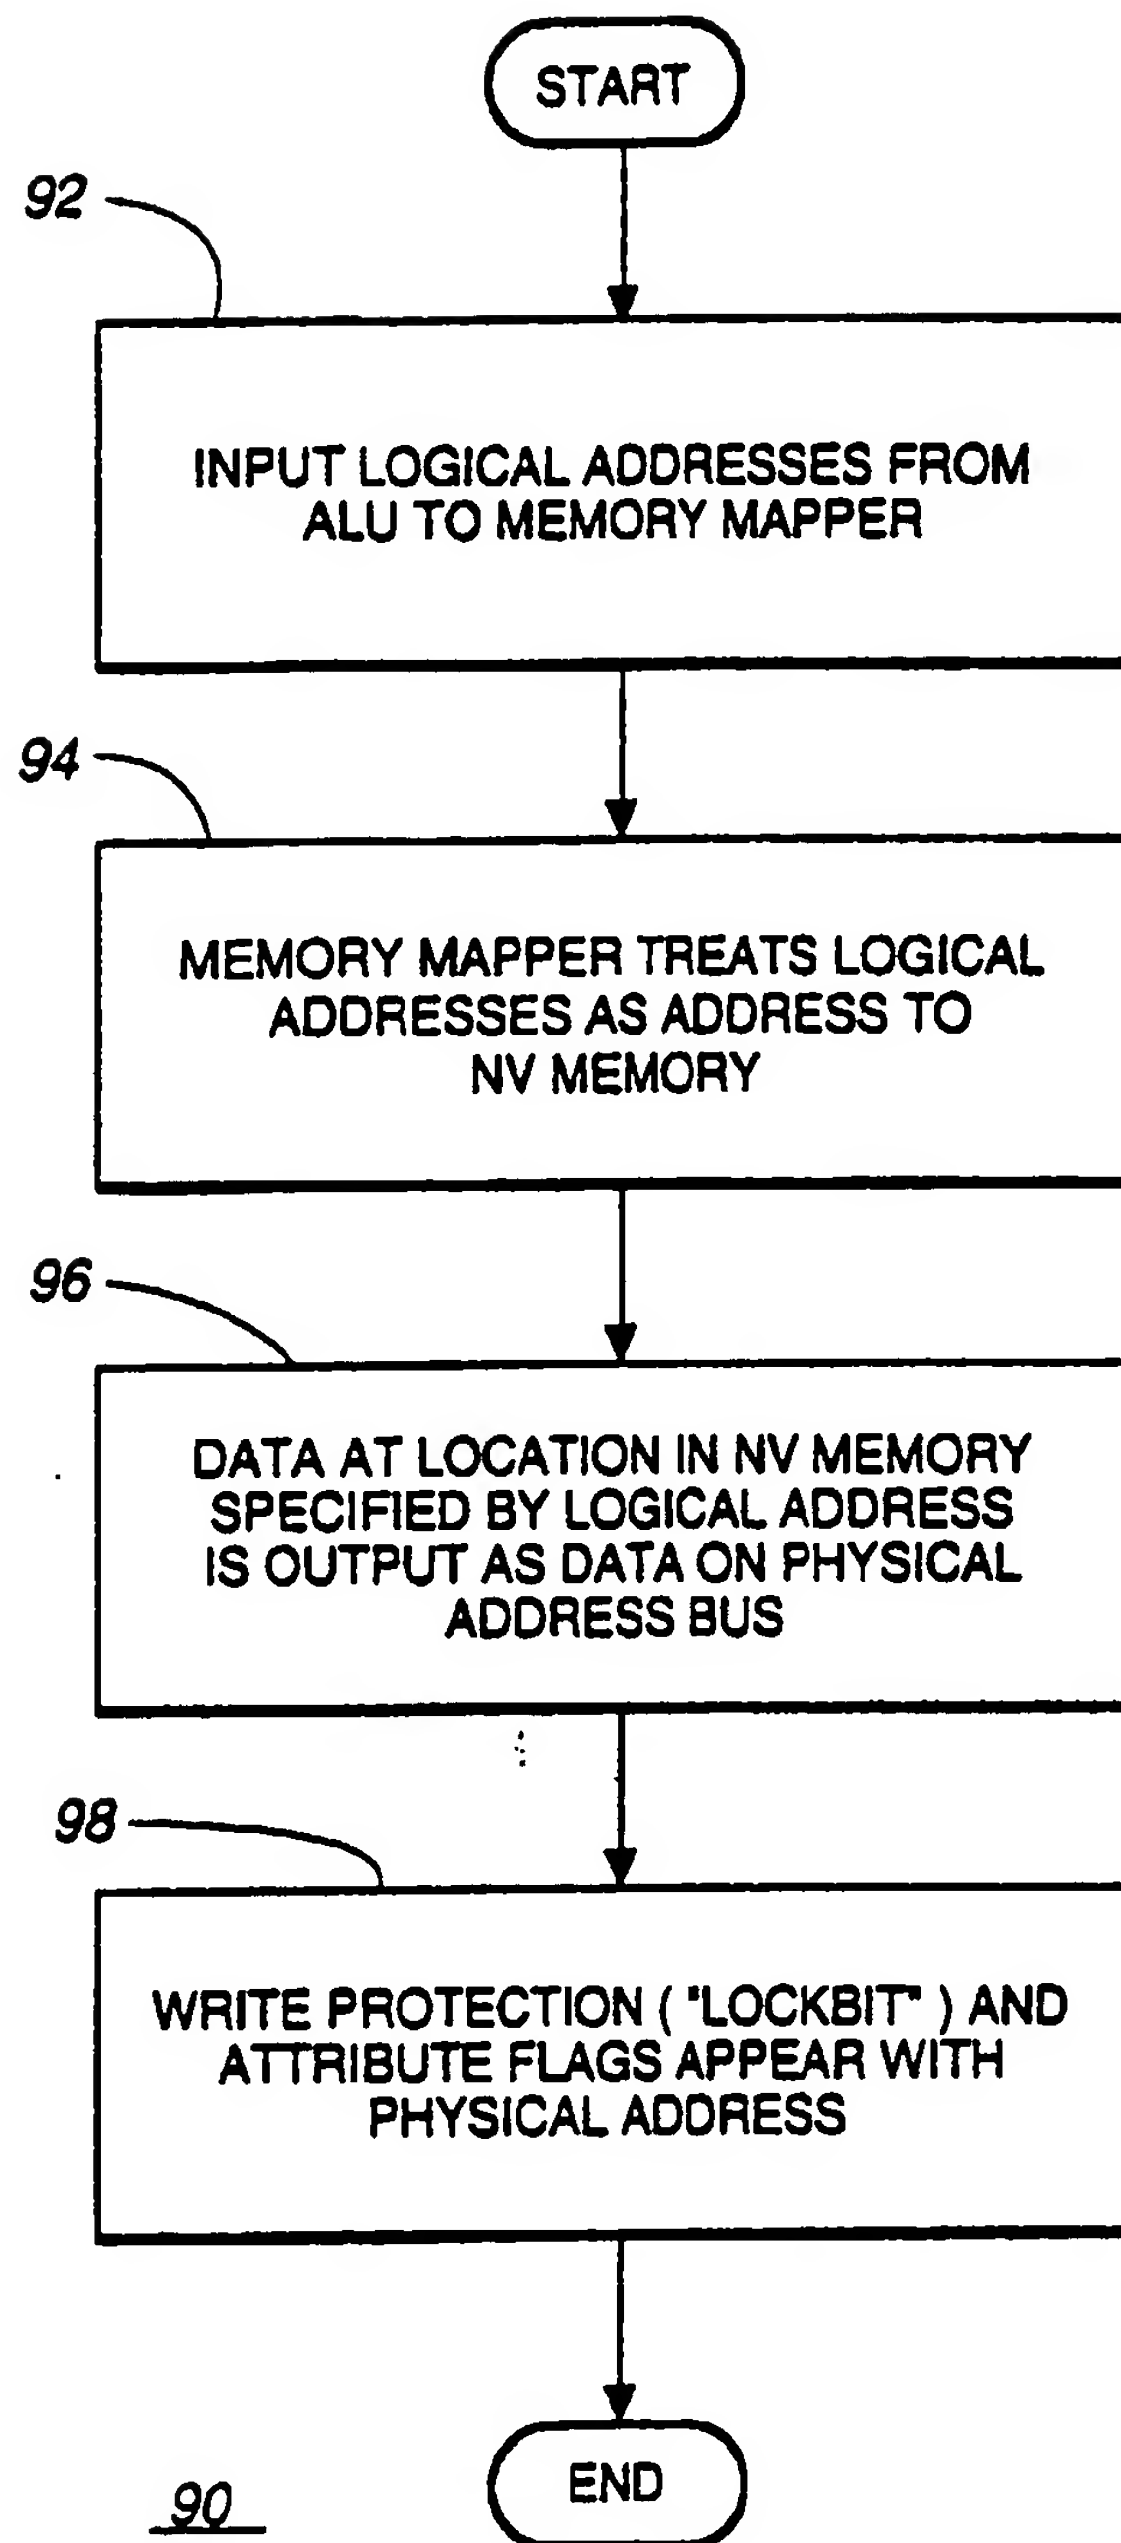 START
92
INPUT LOGICAL ADDRESSES FROM
ALU TO MEMORY MAPPER
94
MEMORY MAPPER TREATS LOGICAL
ADDRESSES AS ADDRESS TO
NV MEMORY
96
DATA AT LOCATION IN NV MEMORY
SPECIFIED BY LOGICAL ADDRESS
IS OUTPUT AS DATA ON PHYSICAL
ADDRESS BUS
98
WRITE PROTECTION ( "LOCKBIT" ) AND
ATTRIBUTE FLAGS APPEAR WITH
PHYSICAL ADDRESS
END
90